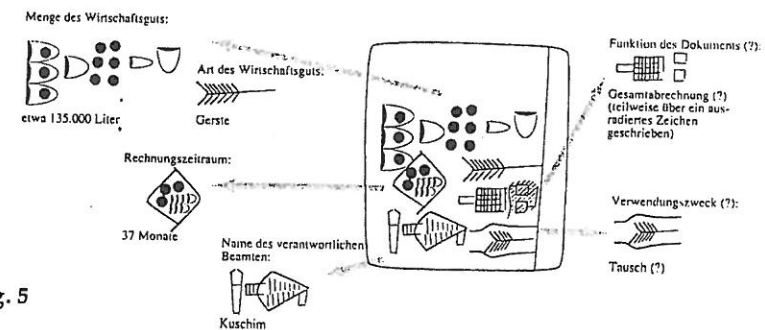 Menge des Wirtschaftsguts:
etwa 135.000 Liter
Art des Wirtschaftsguts:
Gerste
Rechnungszeitraum:
37 Monate
Name des verantwortlichen
Beamten:
Kuschim
Funktion des Dokuments (?):
Gesamtabrechnung (?)
(teilweise über ein aus-
radiertes Zeichen
geschrieben)
Verwendungszweck (?):
Tausch (?)
g. 5